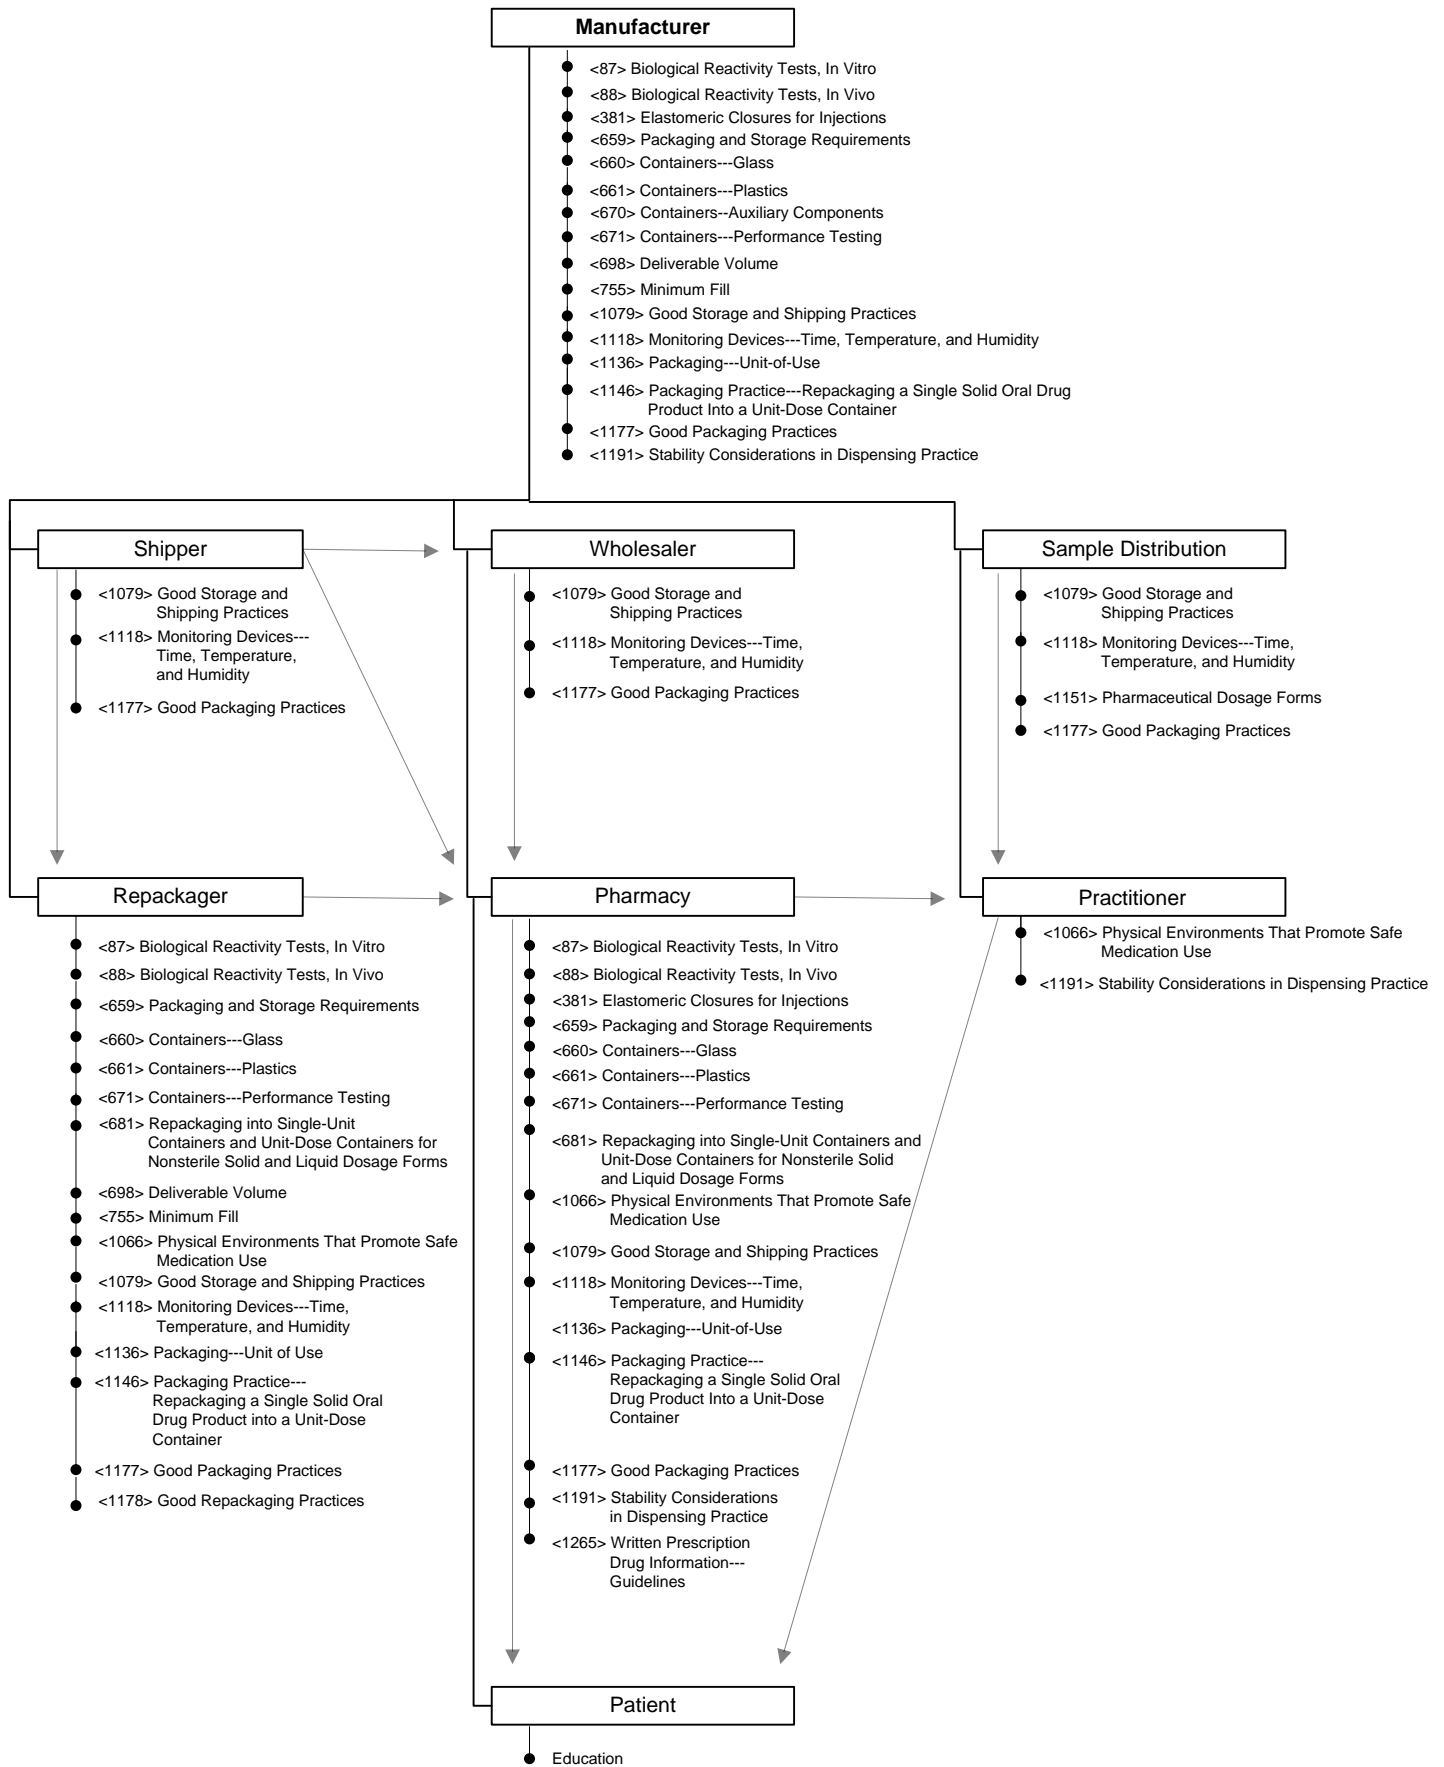 Manufacturer
<87> Biological Reactivity Tests, In Vitro
<88> Biological Reactivity Tests, In Vivo
<381> Elastomeric Closures for Injections
<659> Packaging and Storage Requirements
<660> Containers---Glass
<661> Containers---Plastics
<670> Containers--Auxiliary Components
<671> Containers---Performance Testing
<698> Deliverable Volume
<755> Minimum Fill
<1079> Good Storage and Shipping Practices
<1118> Monitoring Devices---Time, Temperature, and Humidity
<1136> Packaging---Unit-of-Use
<1146> Packaging Practice---Repackaging a Single Solid Oral Drug
Product Into a Unit-Dose Container
<1177> Good Packaging Practices
<1191> Stability Considerations in Dispensing Practice
Shipper
<1079> Good Storage and
Shipping Practices
<1118> Monitoring Devices---
Time, Temperature,
and Humidity
<1177> Good Packaging Practices
Wholesaler
<1079> Good Storage and
Shipping Practices
<1118> Monitoring Devices---Time,
Temperature, and Humidity
<1177> Good Packaging Practices
Sample Distribution
<1079> Good Storage and
Shipping Practices
<1118> Monitoring Devices---Time,
Temperature, and Humidity
<1151> Pharmaceutical Dosage Forms
<1177> Good Packaging Practices
Repackager
<87> Biological Reactivity Tests, In Vitro
<88> Biological Reactivity Tests, In Vivo
<659> Packaging and Storage Requirements
<660> Containers---Glass
<661> Containers---Plastics
<671> Containers---Performance Testing
<681> Repackaging into Single-Unit
Containers and Unit-Dose Containers for
Nonsterile Solid and Liquid Dosage Forms
<698> Deliverable Volume
<755> Minimum Fill
<1066> Physical Environments That Promote Safe
Medication Use
<1079> Good Storage and Shipping Practices
<1118> Monitoring Devices---Time,
Temperature, and Humidity
<1136> Packaging---Unit of Use
<1146> Packaging Practice---
Repackaging a Single Solid Oral
Drug Product into a Unit-Dose
Container
<1177> Good Packaging Practices
<1178> Good Repackaging Practices
Pharmacy
<87> Biological Reactivity Tests, In Vitro
<88> Biological Reactivity Tests, In Vivo
<381> Elastomeric Closures for Injections
<659> Packaging and Storage Requirements
<660> Containers---Glass
<661> Containers---Plastics
<671> Containers---Performance Testing
<681> Repackaging into Single-Unit Containers and
Unit-Dose Containers for Nonsterile Solid
and Liquid Dosage Forms
<1066> Physical Environments That Promote Safe
Medication Use
<1079> Good Storage and Shipping Practices
<1118> Monitoring Devices---Time,
Temperature, and Humidity
<1136> Packaging---Unit-of-Use
<1146> Packaging Practice---
Repackaging a Single Solid Oral
Drug Product Into a Unit-Dose
Container
<1177> Good Packaging Practices
<1191> Stability Considerations
in Dispensing Practice
<1265> Written Prescription
Drug Information---
Guidelines
Practitioner
<1066> Physical Environments That Promote Safe
Medication Use
<1191> Stability Considerations in Dispensing Practice
Patient
Education